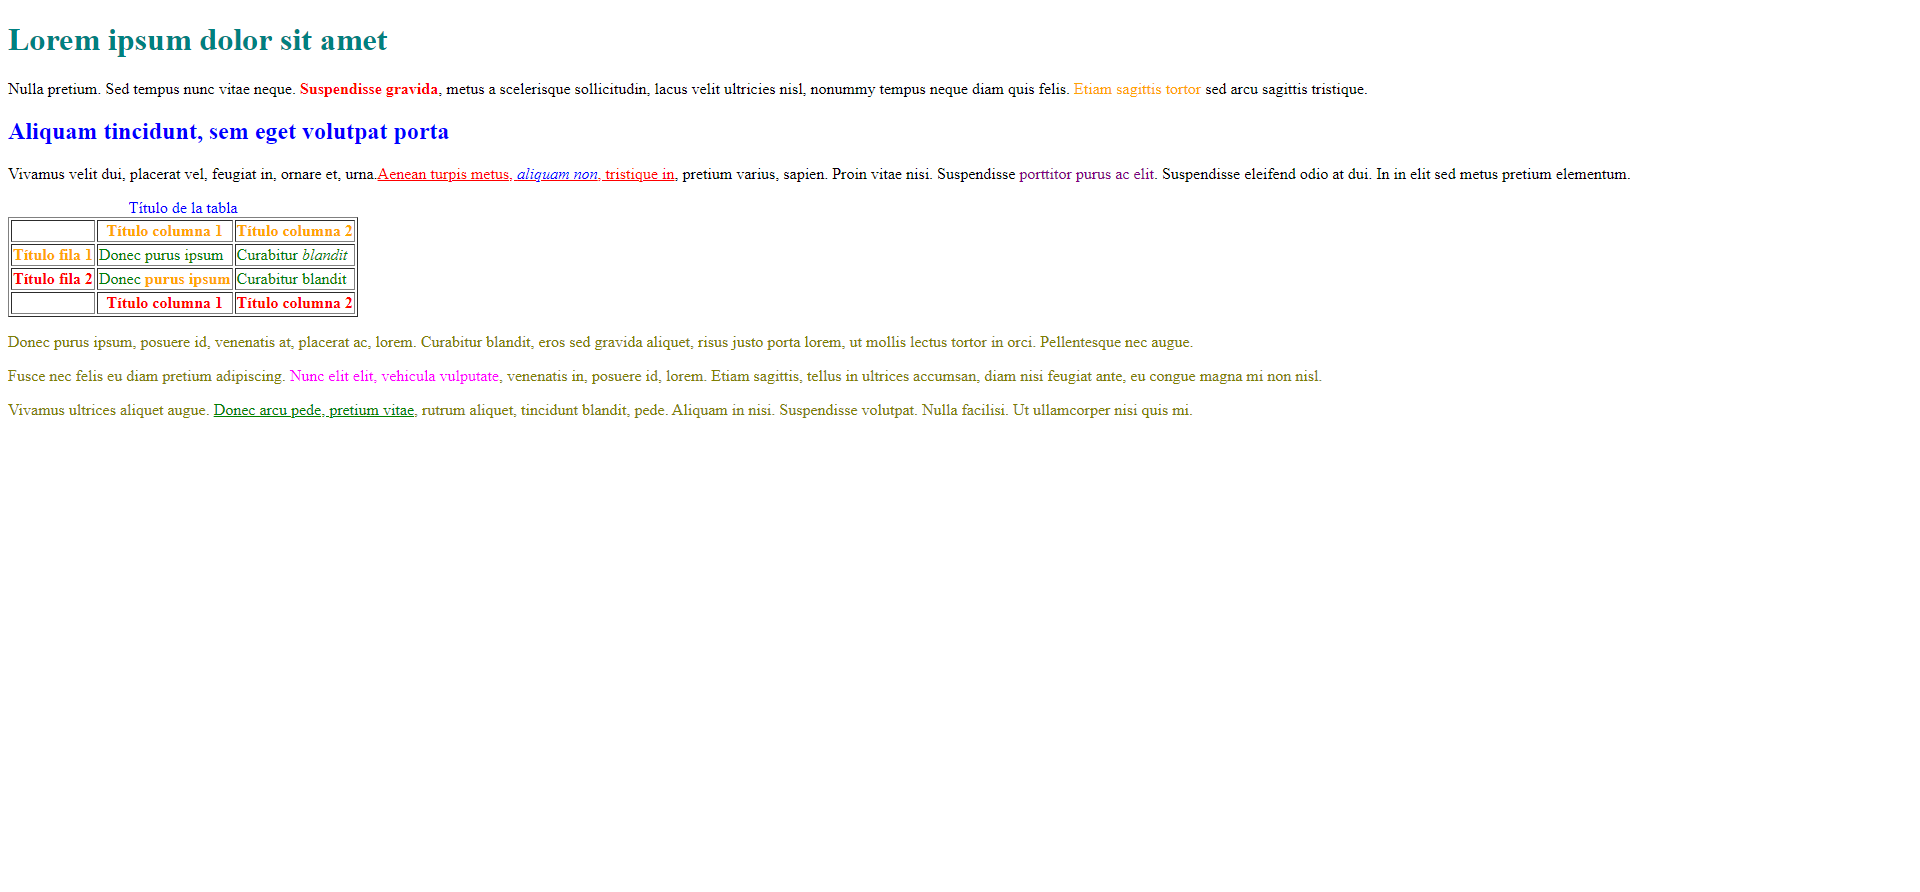 Lorem ipsum dolor sit amet
Nulla pretium. Sed tempus nunc vitae neque. Suspendisse gravida, metus a scelerisque sollicitudin, lacus velit ultricies nisl, nonummy tempus neque diam quis felis. Etiam sagittis tortor sed arcu sagittis tristique.
Aliquam tincidunt, sem eget volutpat porta
Vivamus velit dui, placerat vel, feugiat in, ornare et, urna.Aenean turpis metus, aliquam non, tristique in, pretium varius, sapien. Proin vitae nisi. Suspendisse porttitor purus ac elit. Suspendisse eleifend odio at dui. In in elit sed metus pretium elementum.
Título de la tabla
Título columna 1 Título columna 2
Título fila 1 Donec purus ipsum Curabitur blandit
Título fila 2 Donec purus ipsum Curabitur blandit
Título columna 1 Título columna 2
Donec purus ipsum, posuere id, venenatis at, placerat ac, lorem. Curabitur blandit, eros sed gravida aliquet, risus justo porta lorem, ut mollis lectus tortor in orci. Pellentesque nec augue.
Fusce nec felis eu diam pretium adipiscing. Nunc elit elit, vehicula vulputate, venenatis in, posuere id, lorem. Etiam sagittis, tellus in ultrices accumsan, diam nisi feugiat ante, eu congue magna mi non nisl.
Vivamus ultrices aliquet augue. Donec arcu pede, pretium vitae, rutrum aliquet, tincidunt blandit, pede. Aliquam in nisi. Suspendisse volutpat. Nulla facilisi. Ut ullamcorper nisi quis mi.